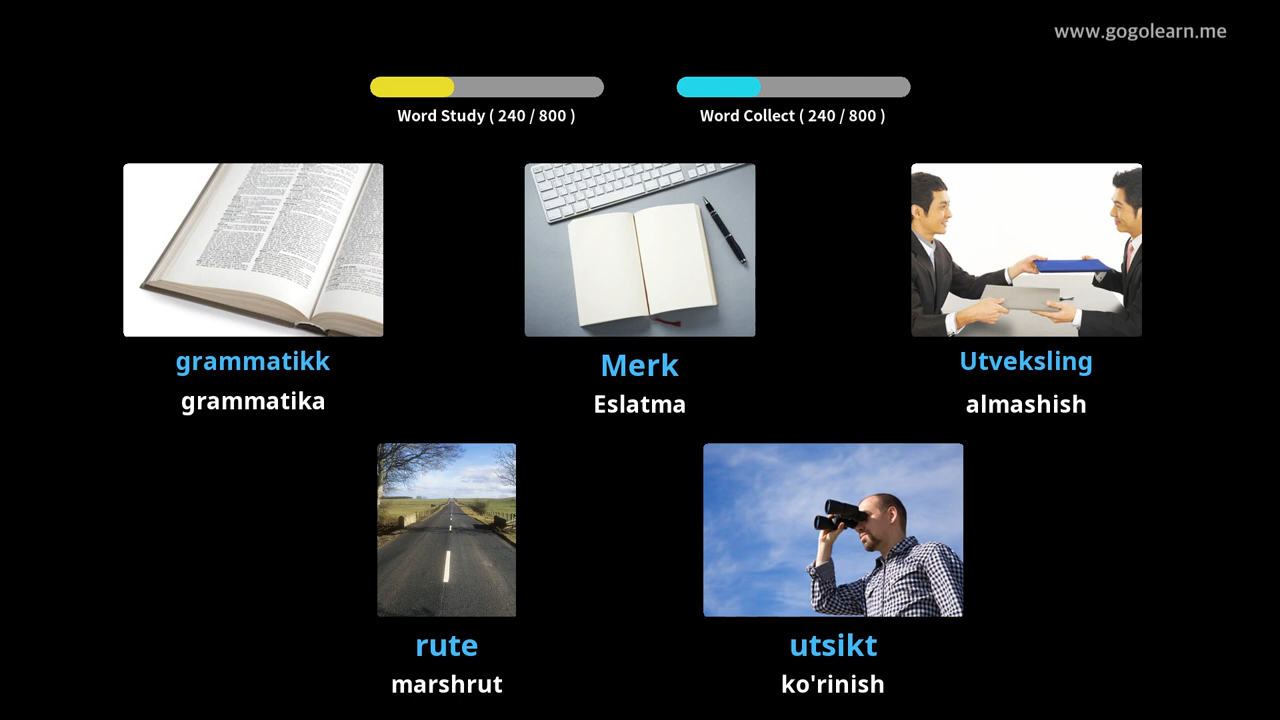 www.gogolearn.me
Word Study ( 240 / 800 )
Word Collect ( 240 / 800 )
grammatikk
grammatika
Merk
Eslatma
Utveksling
almashish
rute
marshrut
utsikt
ko'rinish